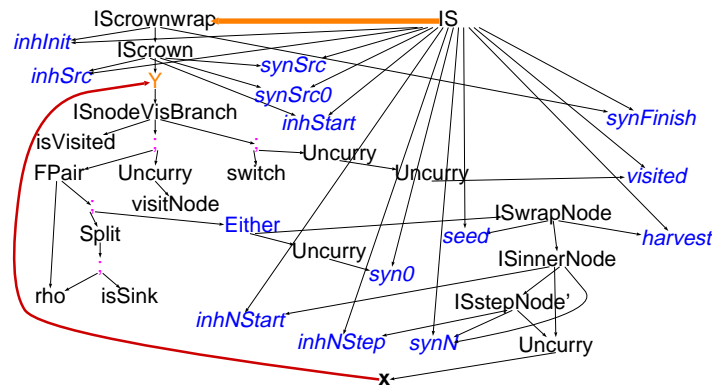 IScrownwrap IS
inhInit
IScrown
inhSrc synSrc
Y
synSrc0
ISnodeVisBranch
inhStart synFinish
isVisited
; ; Uncurry
FPair Uncurry switch Uncurry visited
visitNode
; Either ISwrapNode
Split seed harvest
Uncurry
ISinnerNode
; syn0
rho isSink ISstepNode'
inhNStart
inhNStep synN Uncurry
x